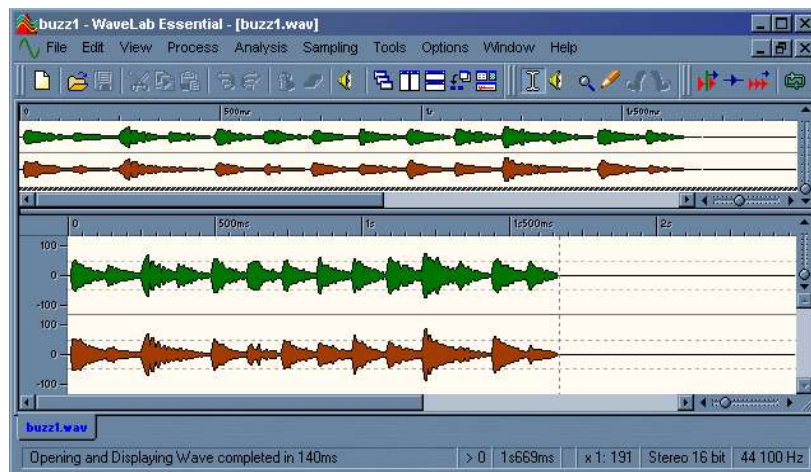 buzz1 - WaveLab Essential - [buzz1.wav]
File Edit View Process Analysis Sampling Tools Options Window Help
0 500ms 1s 1s500ms
0 500ms 1s 1s500ms 2s
100
0
-100
100
0
-100
buzz1.wav
Opening and Displaying Wave completed in 140ms > 0 1s669ms x 1: 191 Stereo 16 bit 44 100 Hz